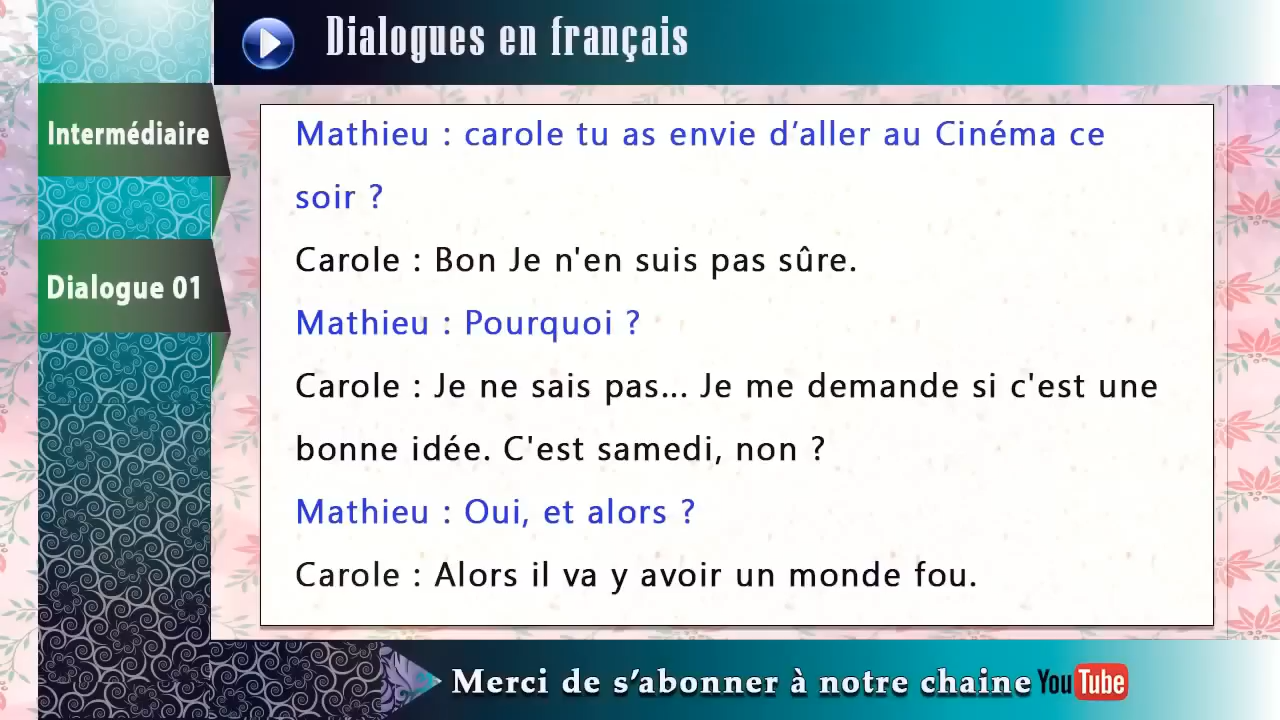 Dialogues en français
Intermédiaire
Dialogue 01
Mathieu : carole tu as envie d’aller au Cinéma ce
soir ?
Carole : Bon Je n'en suis pas sûre.
Mathieu : Pourquoi ?
Carole : Je ne sais pas... Je me demande si c'est une
bonne idée. C'est samedi, non ?
Mathieu : Oui, et alors ?
Carole : Alors il va y avoir un monde fou.
Merci de s’abonner à notre chaine YouTube